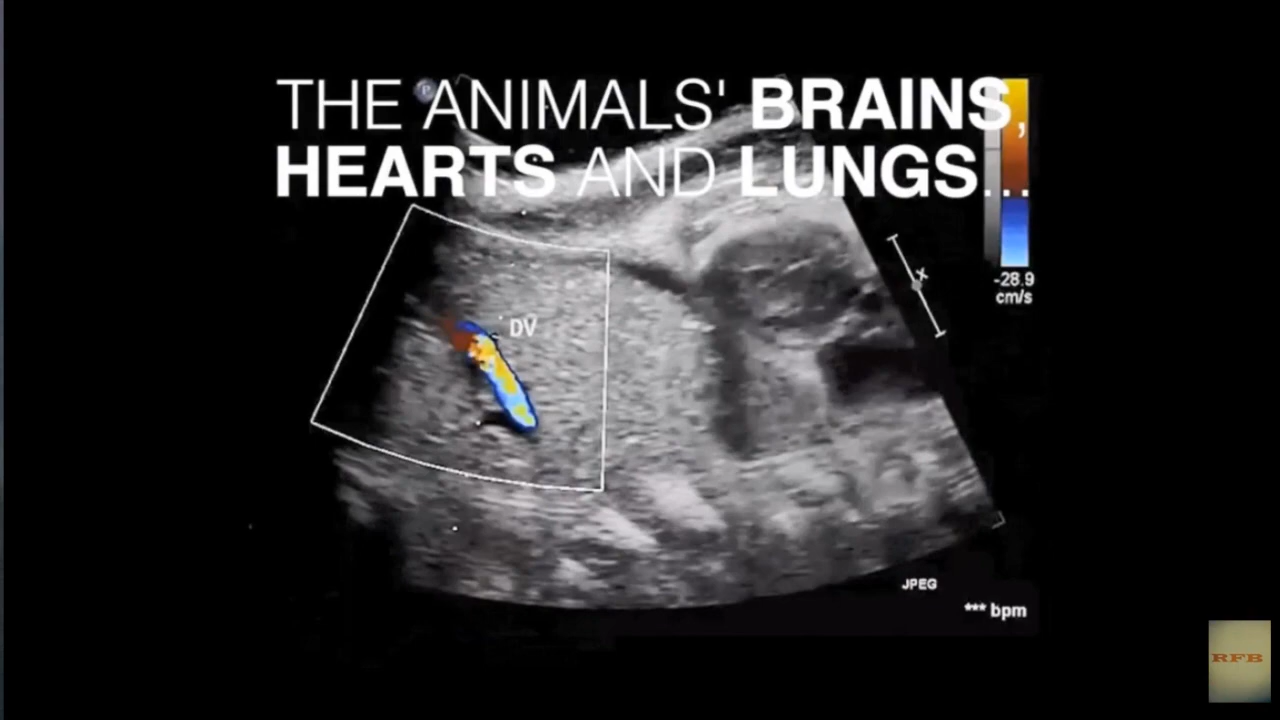 THE ANIMALS' BRAINS,
HEARTS AND LUNGS...
-28.9
cm/s
x
DV
JPEG
*** bpm
RFB